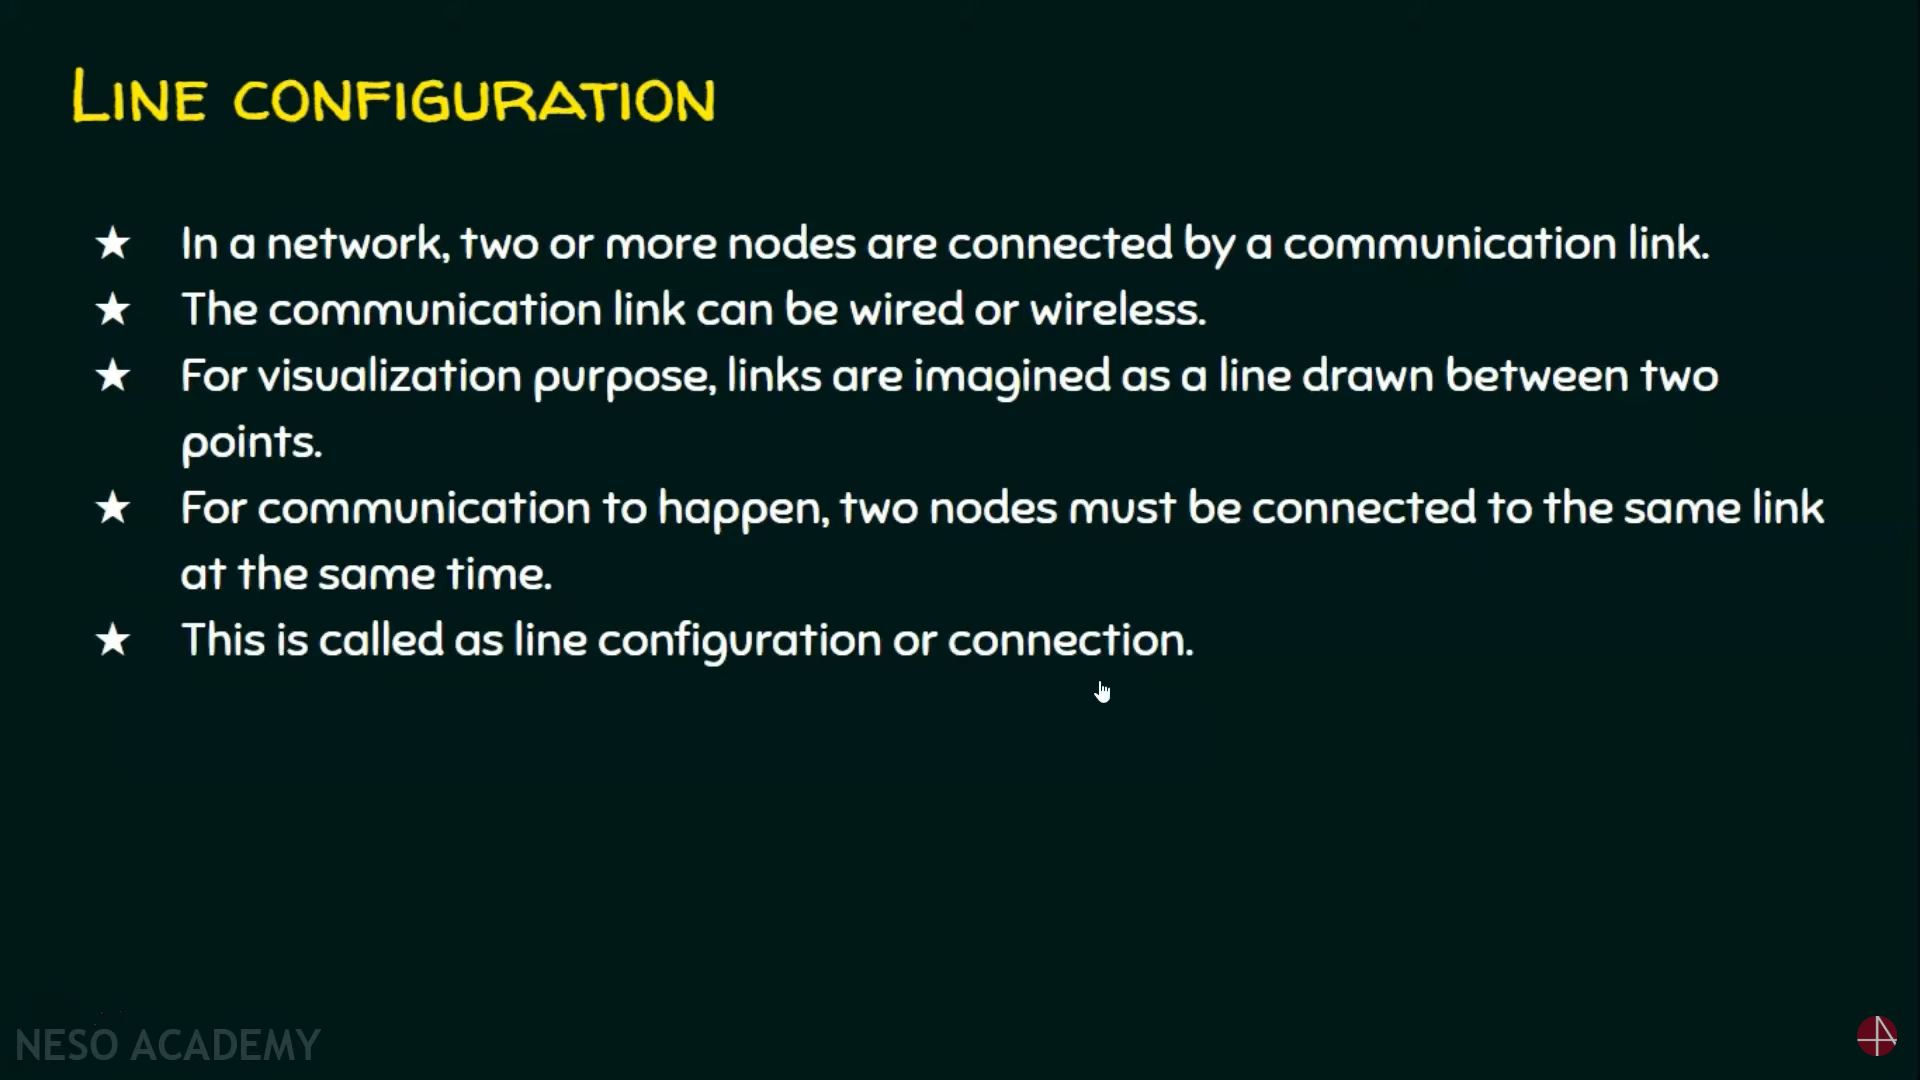 LINE CONFIGURATION
★ In a network, two or more nodes are connected by a communication link.
★ The communication link can be wired or wireless.
★ For visualization purpose, links are imagined as a line drawn between two
points.
★ For communication to happen, two nodes must be connected to the same link
at the same time.
★ This is called as line configuration or connection.
NESO ACADEMY